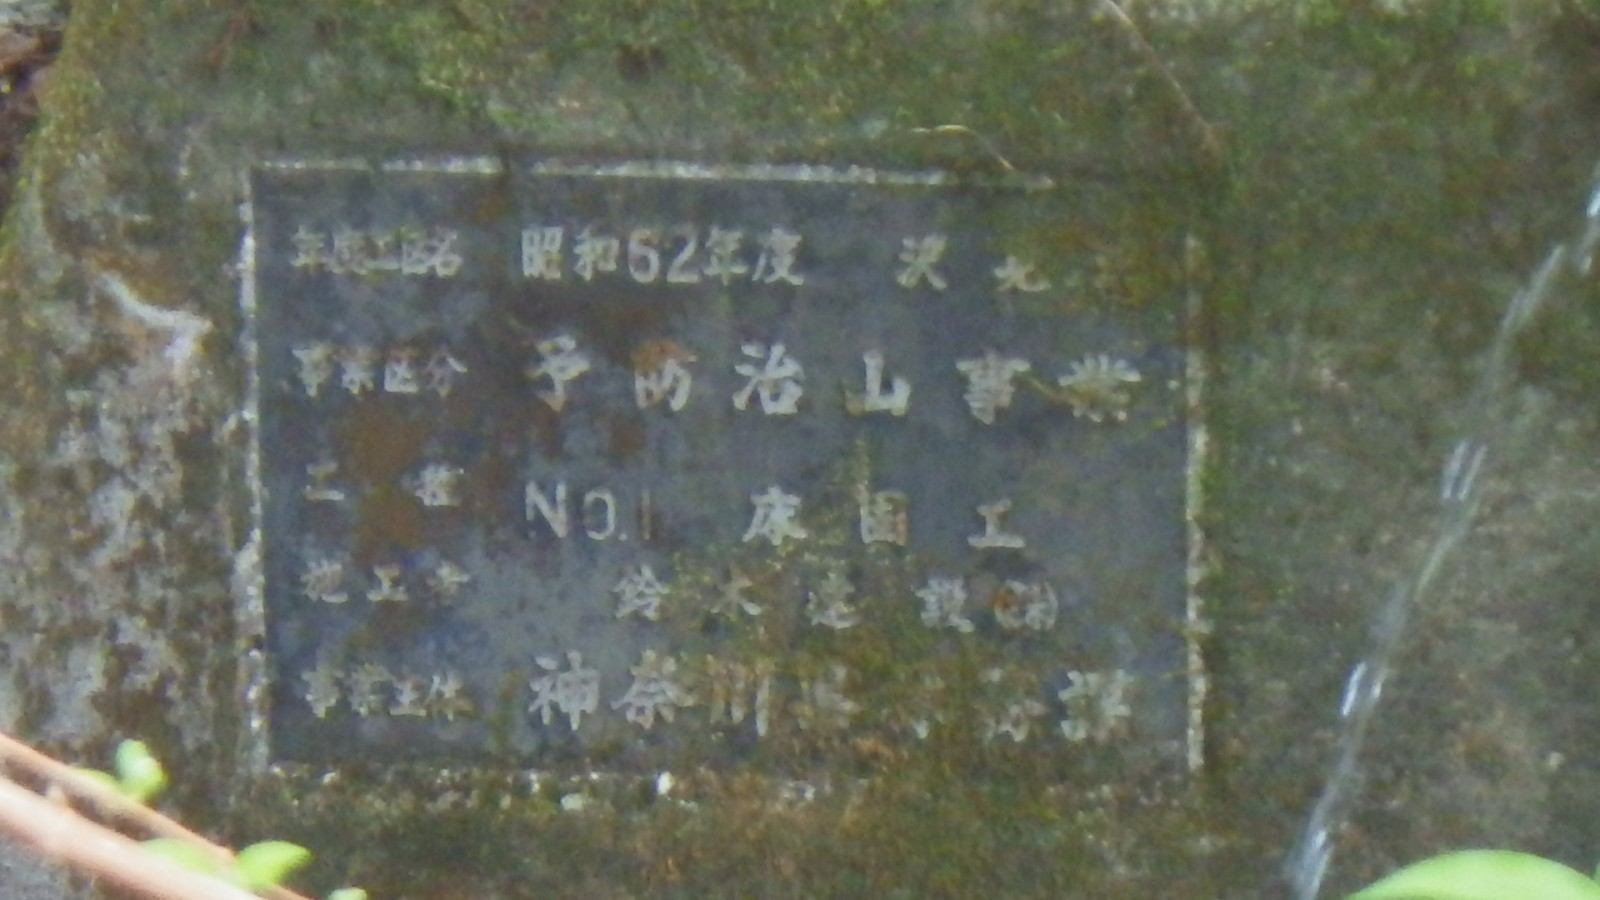 年度工区名 昭和62年度 沢
事業区分 予防治山事業
工種 No.1 床固工
施工者 鈴木建設(株)
事業主体 神奈川県 課